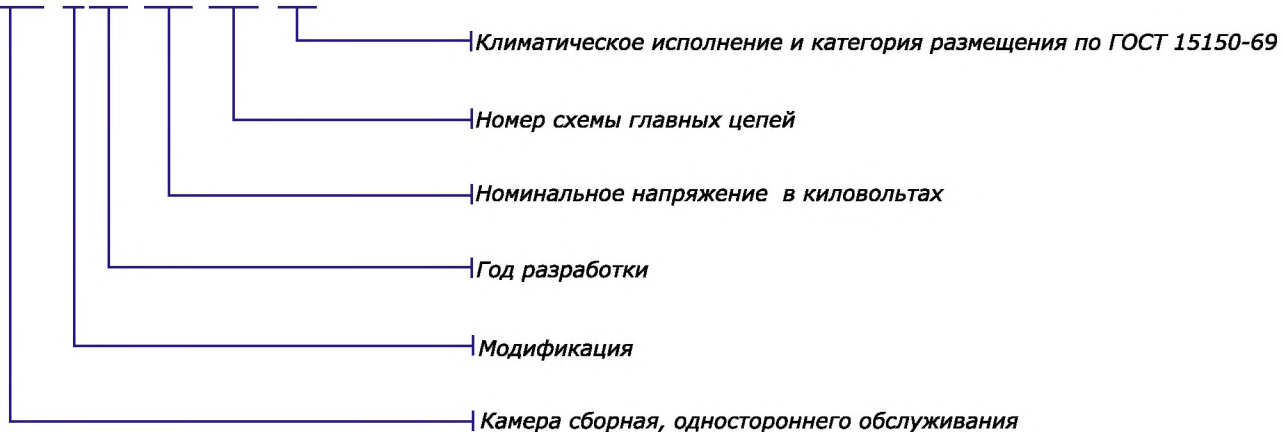 Климатическое исполнение и категория размещения по ГОСТ 15150-69
Номер схемы главных цепей
Номинальное напряжение в киловольтах
Год разработки
Модификация
Камера сборная, одностороннего обслуживания